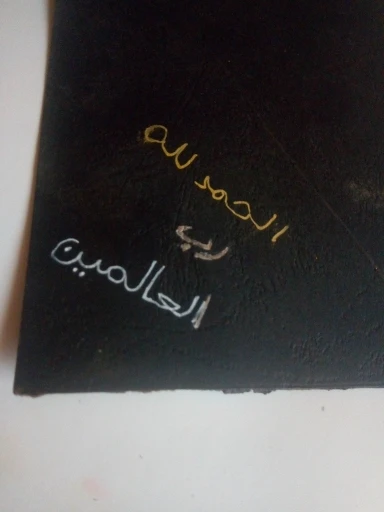 الحمد لله
رب
العالمين